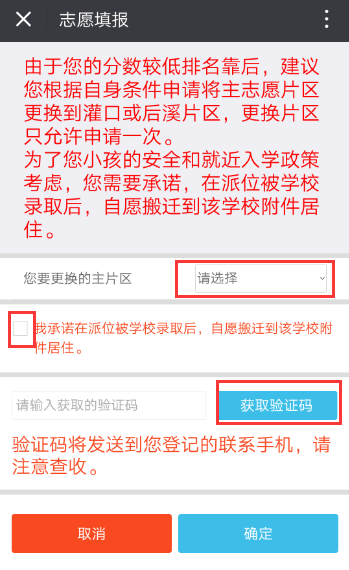 志愿填报
由于您的分数较低排名靠后，建议
您根据自身条件申请将主志愿片区
更换到灌口或后溪片区，更换片区
只允许申请一次。
为了您小孩的安全和就近入学政策
考虑，您需要承诺，在派位被学校
录取后，自愿搬迁到该学校附件居
住。
您要更换的主片区
请选择
我承诺在派位被学校录取后，自愿搬迁到该学校附
件居住。
请输入获取的验证码
获取验证码
验证码将发送到您登记的联系手机，请
注意查收。
取消
确定